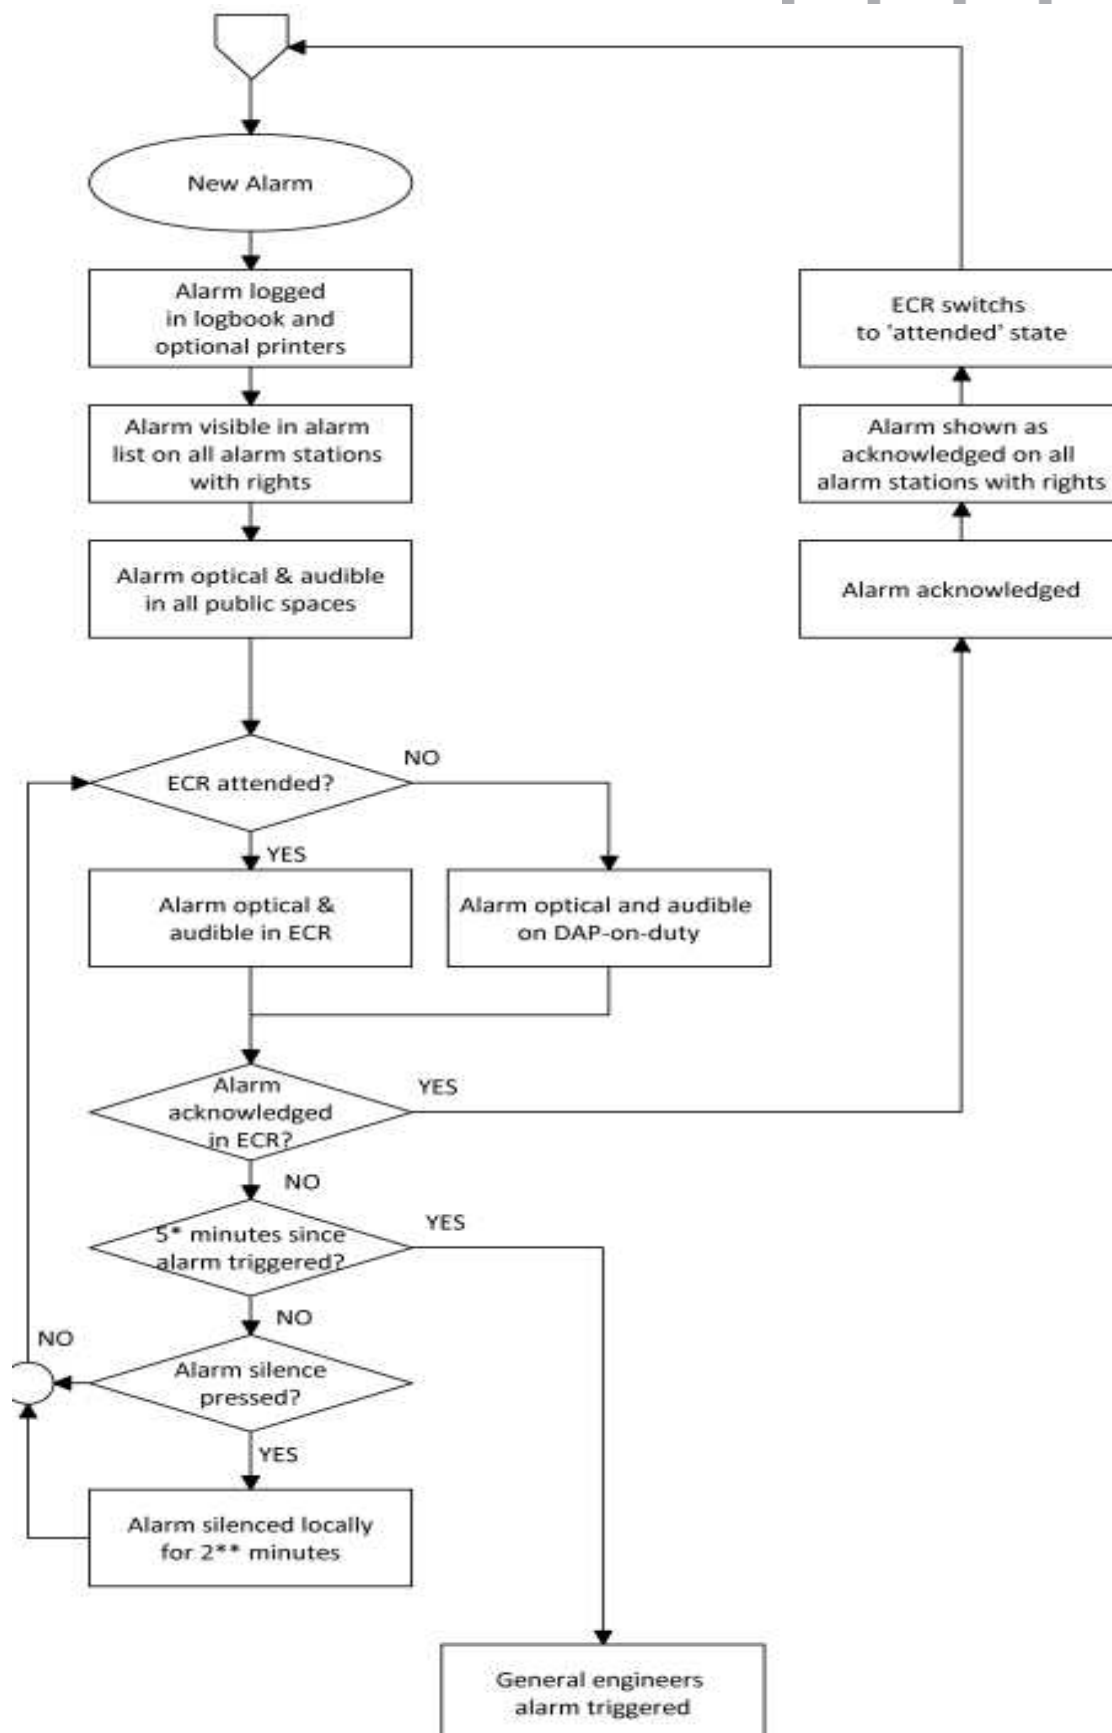 New Alarm
Alarm logged
in logbook and
optional printers
ECR switchs
to 'attended' state
Alarm visible in alarm
list on all alarm stations
with rights
Alarm shown as
acknowledged on all
alarm stations with rights
Alarm optical & audible
in all public spaces
Alarm acknowledged
NO
ECR attended?
YES
Alarm optical &
audible in ECR
Alarm optical and audible
on DAP-on-duty
Alarm
acknowledged
in ECR?
YES
NO
5* minutes since
alarm triggered?
YES
NO
NO
Alarm silence
pressed?
YES
Alarm silenced locally
for 2** minutes
General engineers
alarm triggered